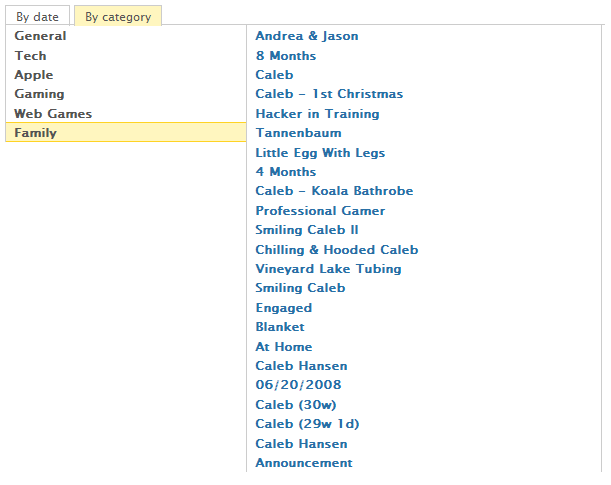 By date
By category
General
Tech
Apple
Gaming
Web Games
Family
Andrea & Jason
8 Months
Caleb
Caleb – 1st Christmas
Hacker in Training
Tannenbaum
Little Egg With Legs
4 Months
Caleb – Koala Bathrobe
Professional Gamer
Smiling Caleb II
Chilling & Hooded Caleb
Vineyard Lake Tubing
Smiling Caleb
Engaged
Blanket
At Home
Caleb Hansen
06/20/2008
Caleb (30w)
Caleb (29w 1d)
Caleb Hansen
Announcement